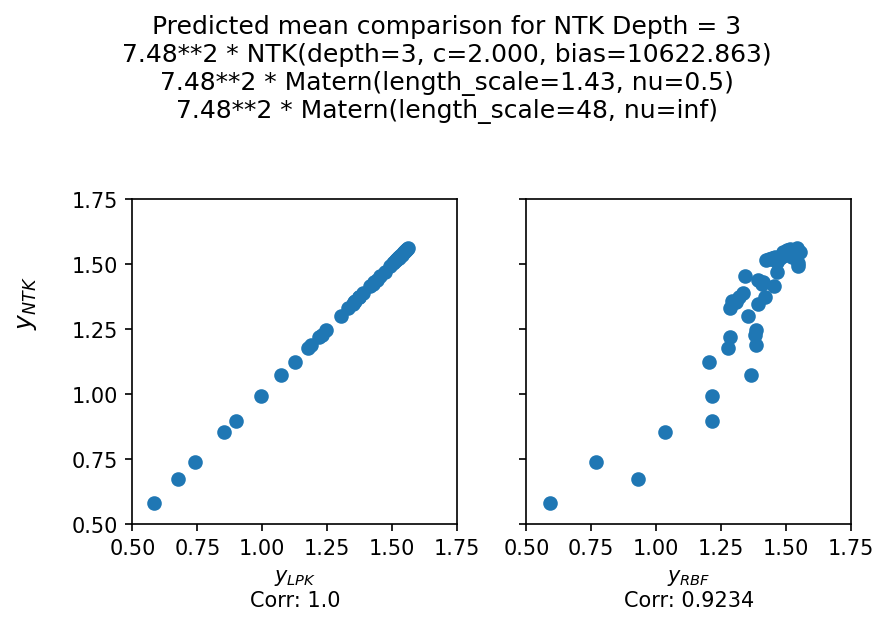 Predicted mean comparison for NTK Depth = 3
7.48**2 * NTK(depth=3, c=2.000, bias=10622.863)
7.48**2 * Matern(length_scale=1.43, nu=0.5)
7.48**2 * Matern(length_scale=48, nu=inf)
1.75
1.50
1.25
1.00
0.75
0.50
y_NTK
0.50 0.75 1.00 1.25 1.50 1.75
y_LPK
Corr: 1.0
0.50 0.75 1.00 1.25 1.50 1.75
y_RBF
Corr: 0.9234